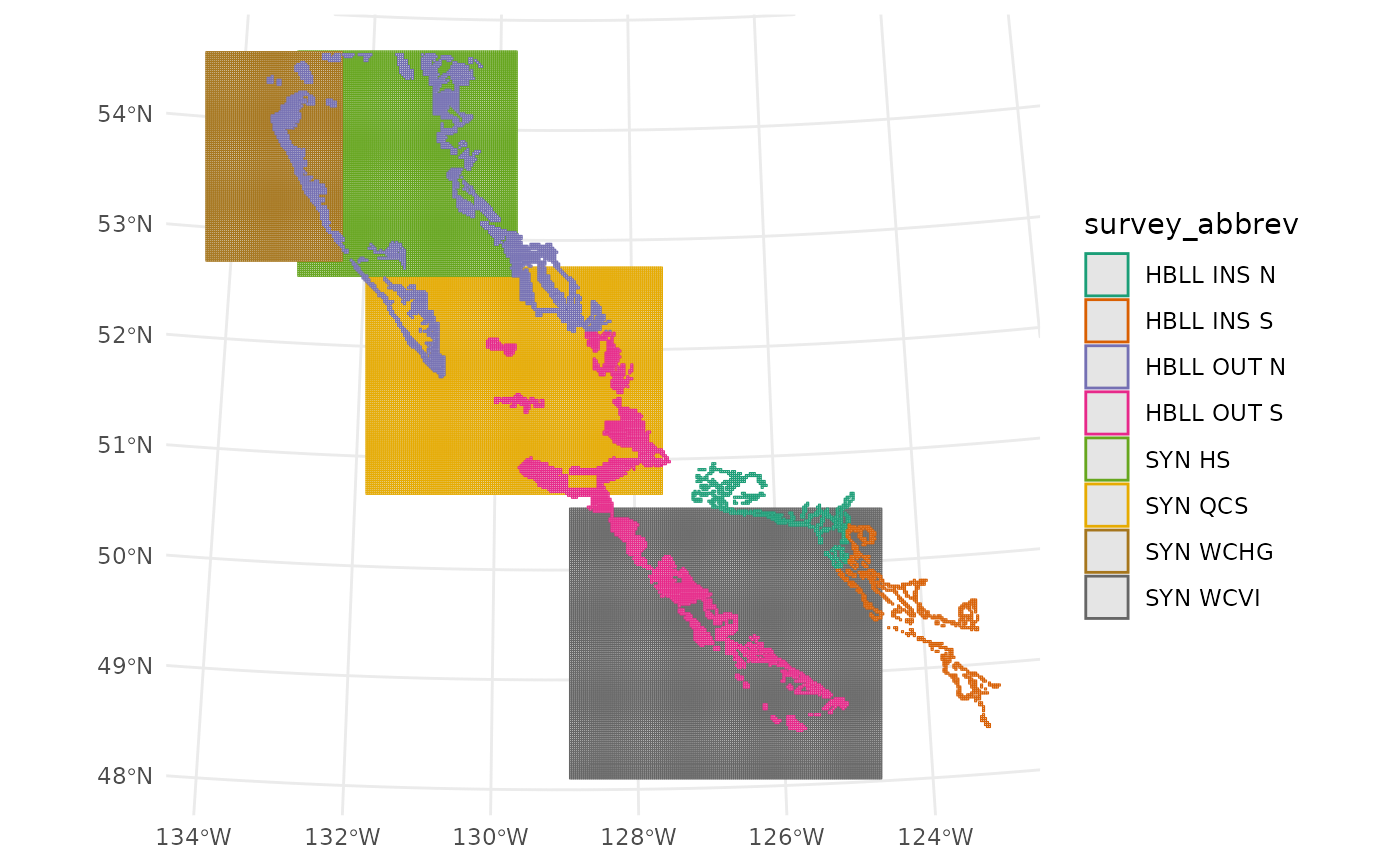 54°N
53°N
52°N
51°N
50°N
49°N
48°N
134°W 132°W 130°W 128°W 126°W 124°W
survey_abbrev
HBLL INS N
HBLL INS S
HBLL OUT N
HBLL OUT S
SYN HS
SYN QCS
SYN WCHG
SYN WCVI